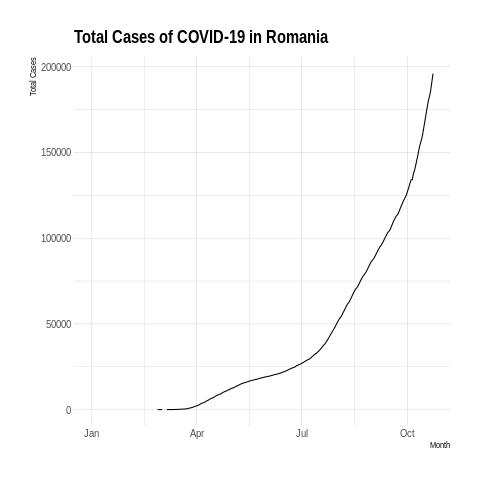 Total Cases of COVID-19 in Romania
Total Cases
200000
150000
100000
50000
0
Jan Apr Jul Oct
Month